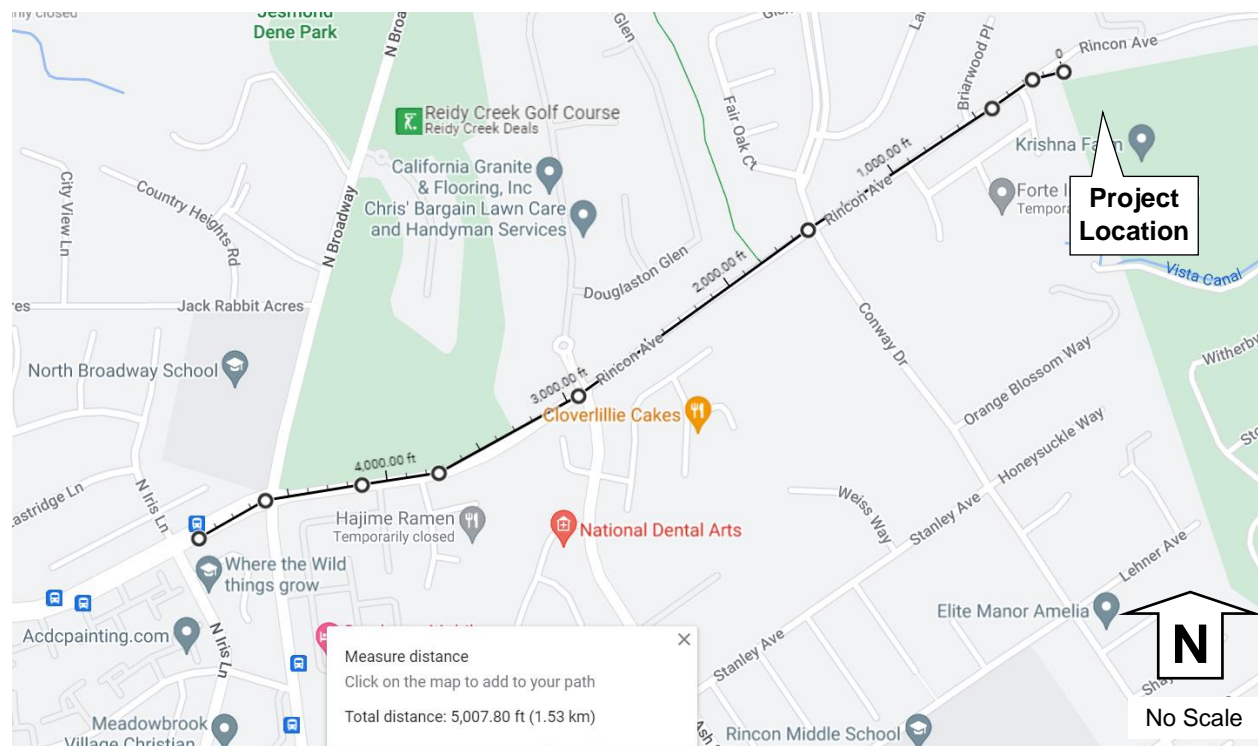 Jesmond
Dene Park
N Broadway
Glen
Rincon Ave
0
Briarwood Pl
Reidy Creek Golf Course
Reidy Creek Deals
Fair Oak Ct
1,000.00 ft
Krishna Farm
California Granite
& Flooring, Inc
Chris' Bargain Lawn Care
and Handyman Services
City View Ln
Country Heights Rd
N Broadway
Rincon Ave
Project
Location
Douglaston Glen
2,000.00 ft
Vista Canal
Jack Rabbit Acres
Conway Dr
North Broadway School
Rincon Ave
3,000.00 ft
Orange Blossom Way
Cloverlillie Cakes
Honeysuckle Way
4,000.00 ft
N Iris Ln
Hajime Ramen
Temporarily closed
National Dental Arts
Weiss Way
Stanley Ave
Lehner Ave
Where the Wild
things grow
Elite Manor Amelia
Acdcpainting.com
N Iris Ln
N
Stanley Ave
Measure distance
Click on the map to add to your path
Total distance: 5,007.80 ft (1.53 km)
No Scale
Meadowbrook
Village Christian
Rincon Middle School